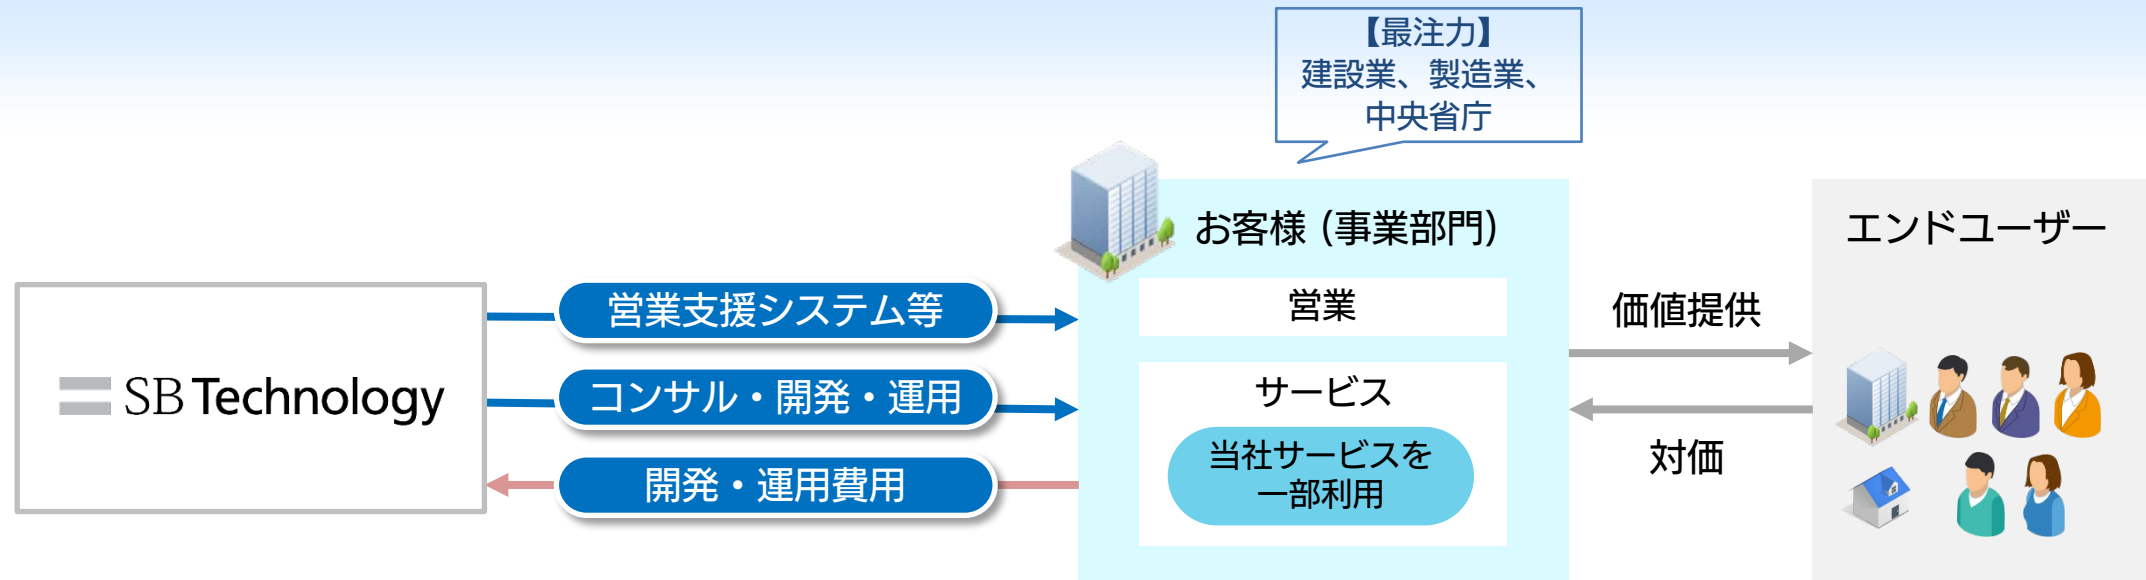 【最注力】
建設業、製造業、
中央省庁
お客様 (事業部門)
エンドユーザー
営業支援システム等
営業
価値提供
SB Technology
コンサル・開発・運用
サービス
当社サービスを
一部利用
対価
開発・運用費用